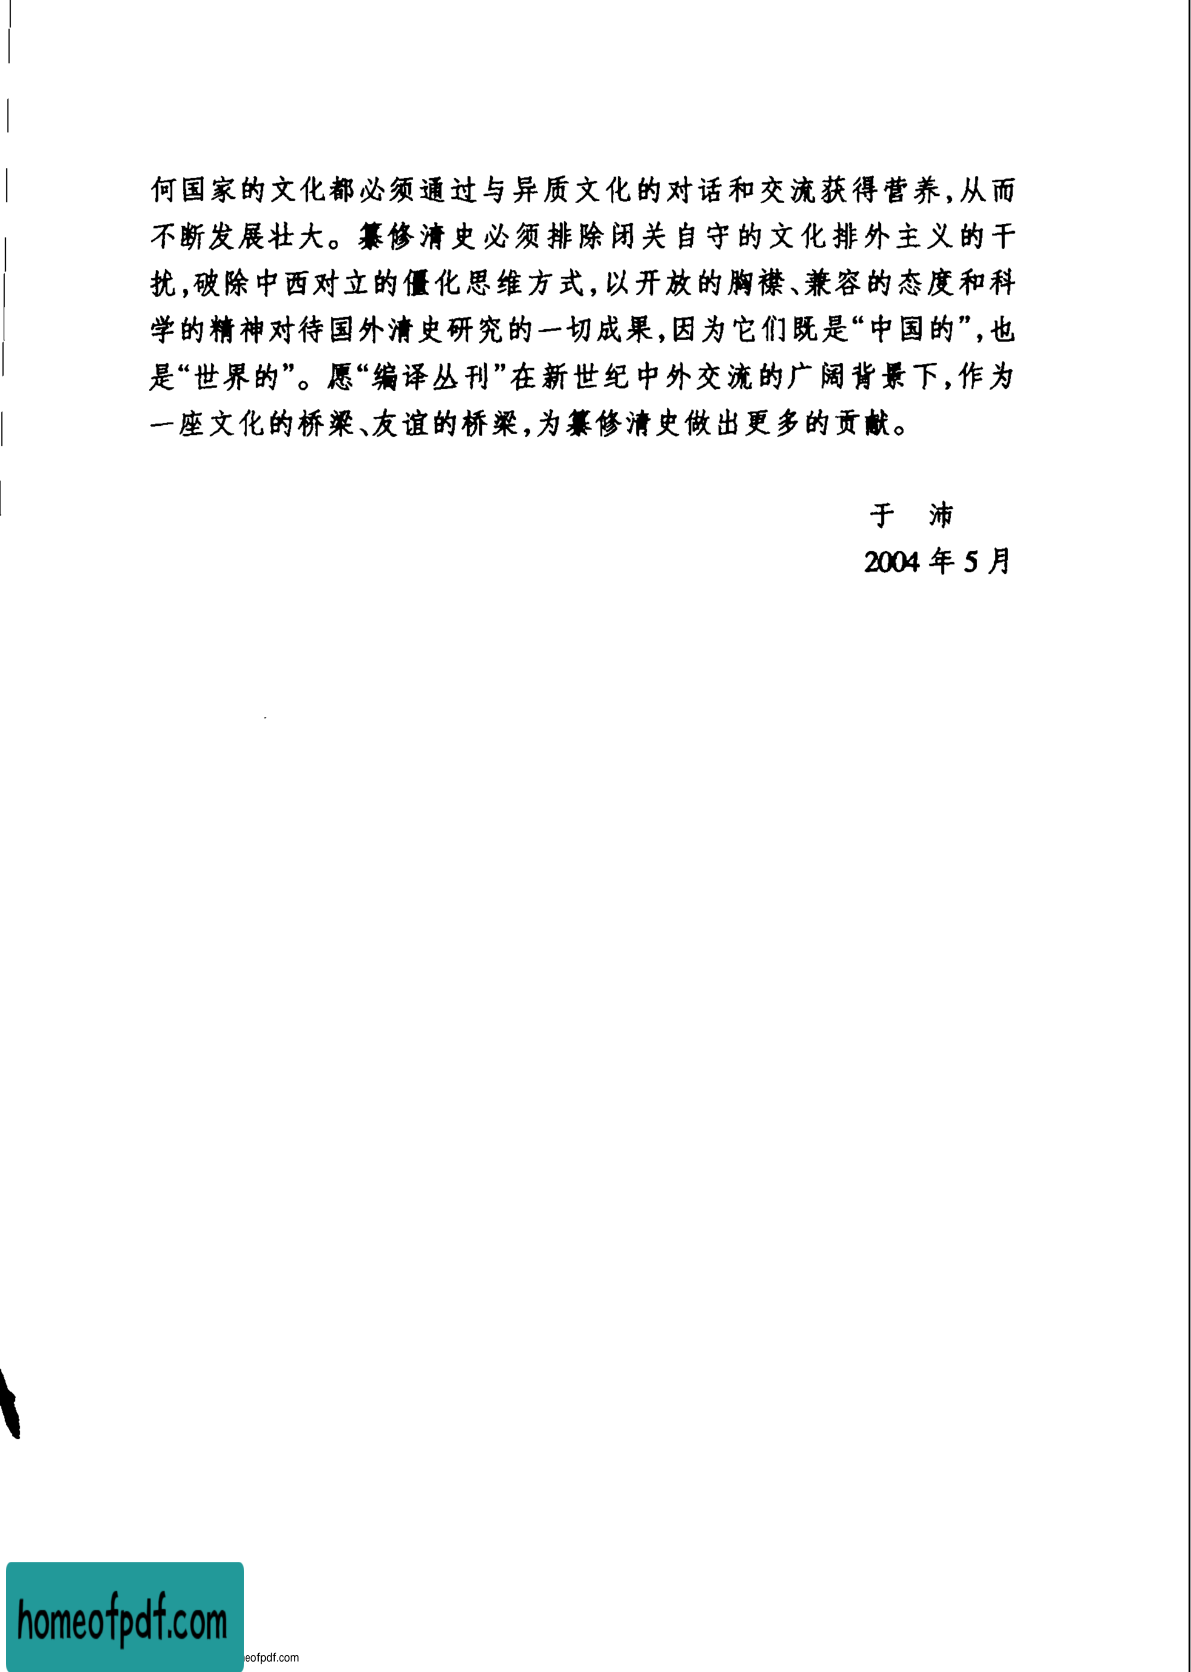 何国家的文化都必须通过与异质文化的对话和交流获得营养,从而
不断发展壮大。纂修清史必须排除闭关自守的文化排外主义的干
扰,破除中西对立的僵化思维方式,以开放的胸襟、兼容的态度和科
学的精神对待国外清史研究的一切成果,因为它们既是“中国的”,也
是“世界的”。愿“编译丛刊”在新世纪中外交流的广阔背景下,作为
一座文化的桥梁、友谊的桥梁,为纂修清史做出更多的贡献。
于 沛
2004 年 5 月
homeofpdf.com
eofpdf.com